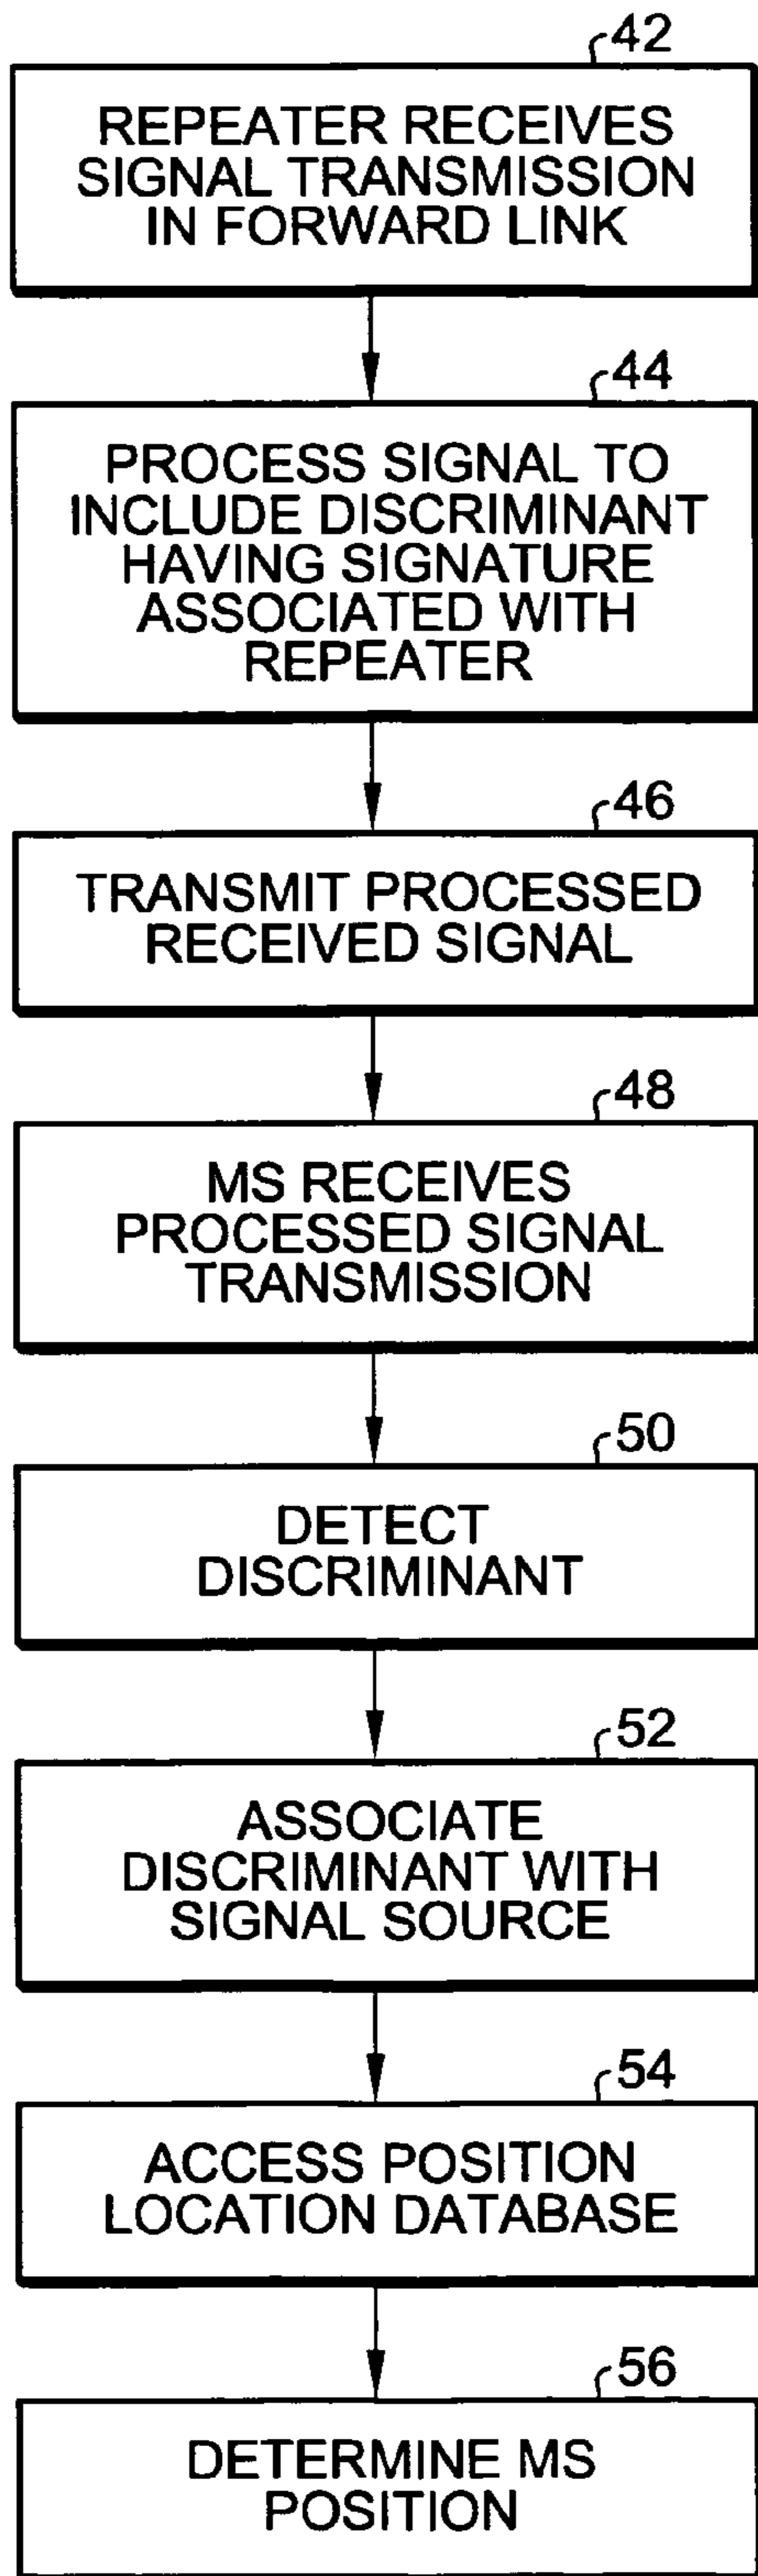 42
REPEATER RECEIVES
SIGNAL TRANSMISSION
IN FORWARD LINK
44
PROCESS SIGNAL TO
INCLUDE DISCRIMINANT
HAVING SIGNATURE
ASSOCIATED WITH
REPEATER
46
TRANSMIT PROCESSED
RECEIVED SIGNAL
48
MS RECEIVES
PROCESSED SIGNAL
TRANSMISSION
50
DETECT
DISCRIMINANT
52
ASSOCIATE
DISCRIMINANT WITH
SIGNAL SOURCE
54
ACCESS POSITION
LOCATION DATABASE
56
DETERMINE MS
POSITION